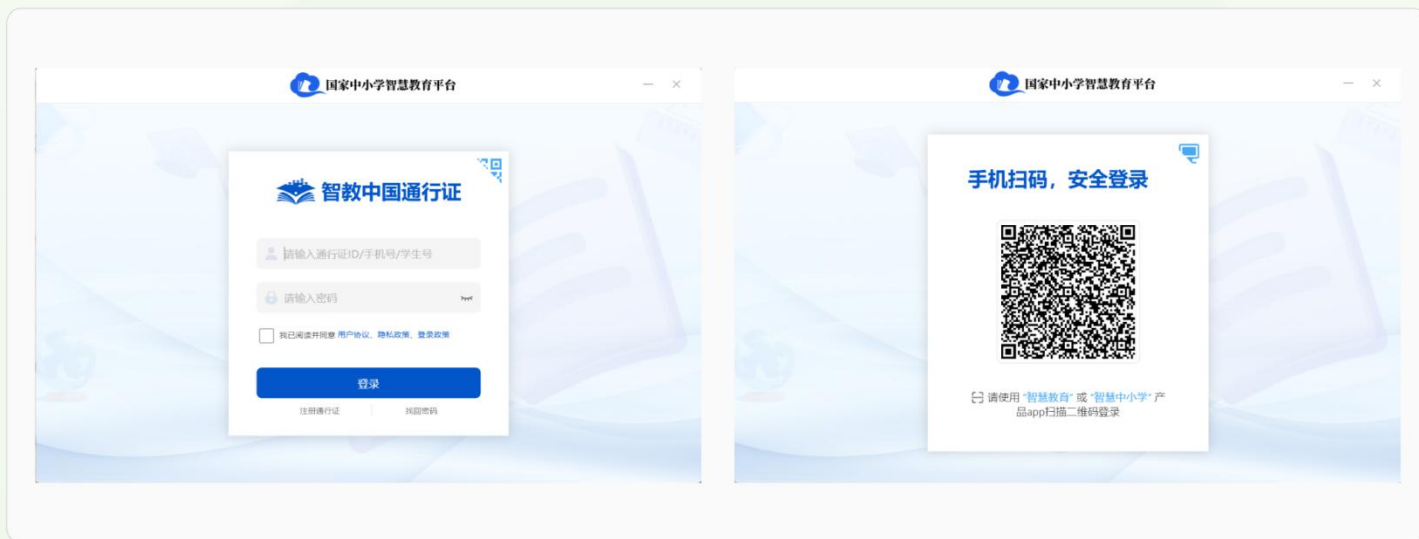 国家中小学智慧教育平台
智教中国通行证
请输入通行证ID/手机号/学生号
请输入密码
我已阅读并同意 用户协议、隐私政策、登录政策
登录
注册通行证
找回密码
国家中小学智慧教育平台
手机扫码，安全登录
请使用 "智慧教育" 或 "智慧中小学" 产
品app扫描二维码登录